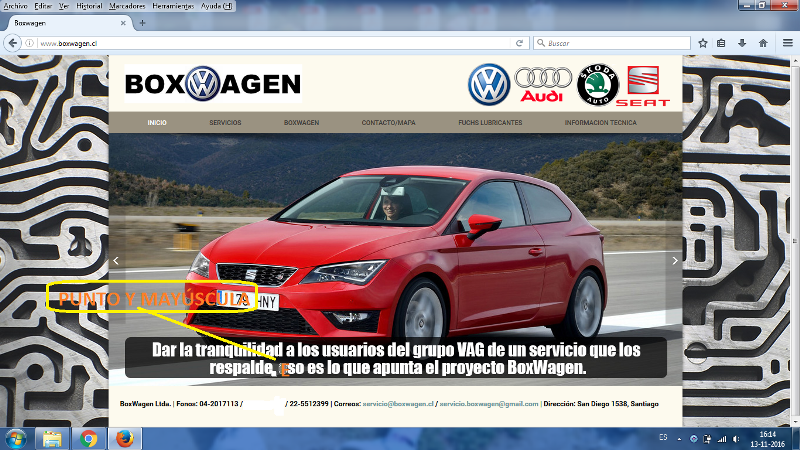 Archivo Editar Ver Historial Marcadores Herramientas Ayuda (H)
Boxwagen
www.boxwagen.cl
Buscar
BOXWAGEN
Audi
SKODA
AUTO
SEAT
INICIO SERVICIOS BOXWAGEN CONTACTO/MAPA FUCHS LUBRICANTES INFORMACION TECNICA
PUNTO Y MAYÚSCULA
HNY
Dar la tranquilidad a los usuarios del grupo VAG de un servicio que los
respalde. Eso es lo que apunta el proyecto BoxWagen.
BoxWagen Ltda. | Fonos: 04-2017113 / / 22-5512399 | Correos: servicio@boxwagen.cl / servicio.boxwagen@gmail.com | Dirección: San Diego 1538, Santiago
ES
16:14
13-11-2016